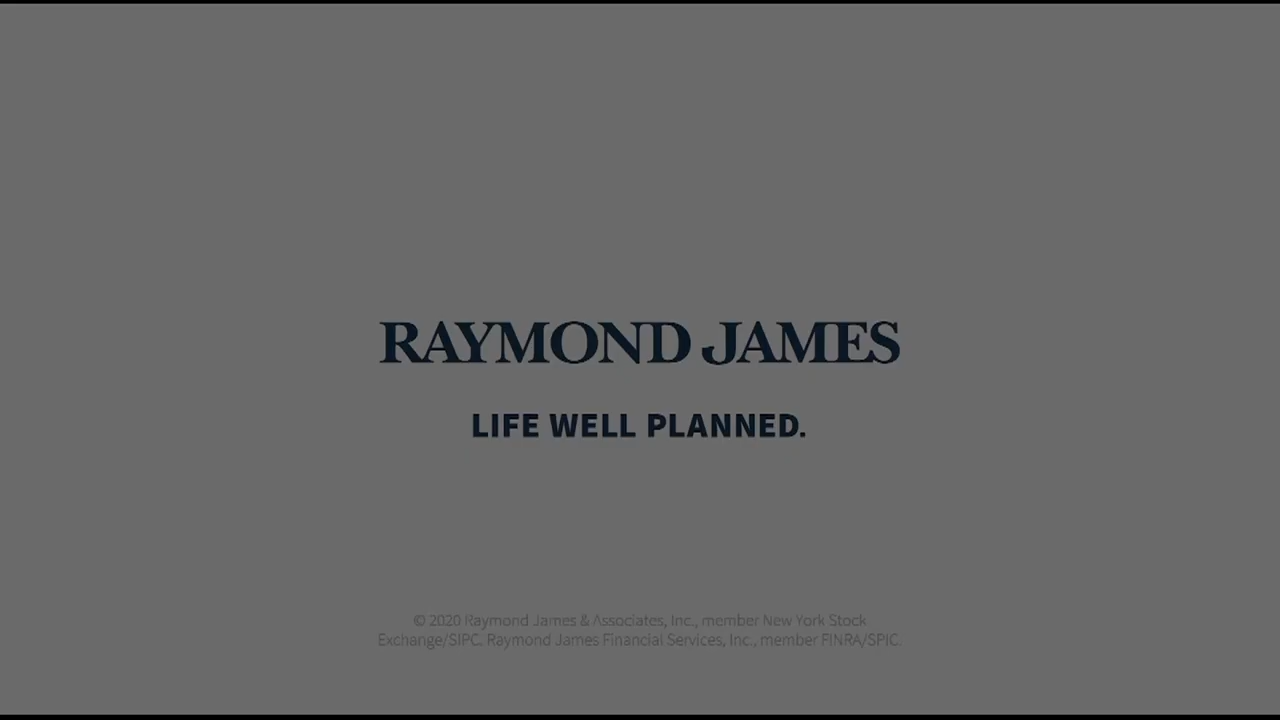 RAYMOND JAMES
LIFE WELL PLANNED.
© 2020 Raymond James & Associates, Inc., member New York Stock
Exchange/SIPC. Raymond James Financial Services, Inc., member FINRA/SPIC.